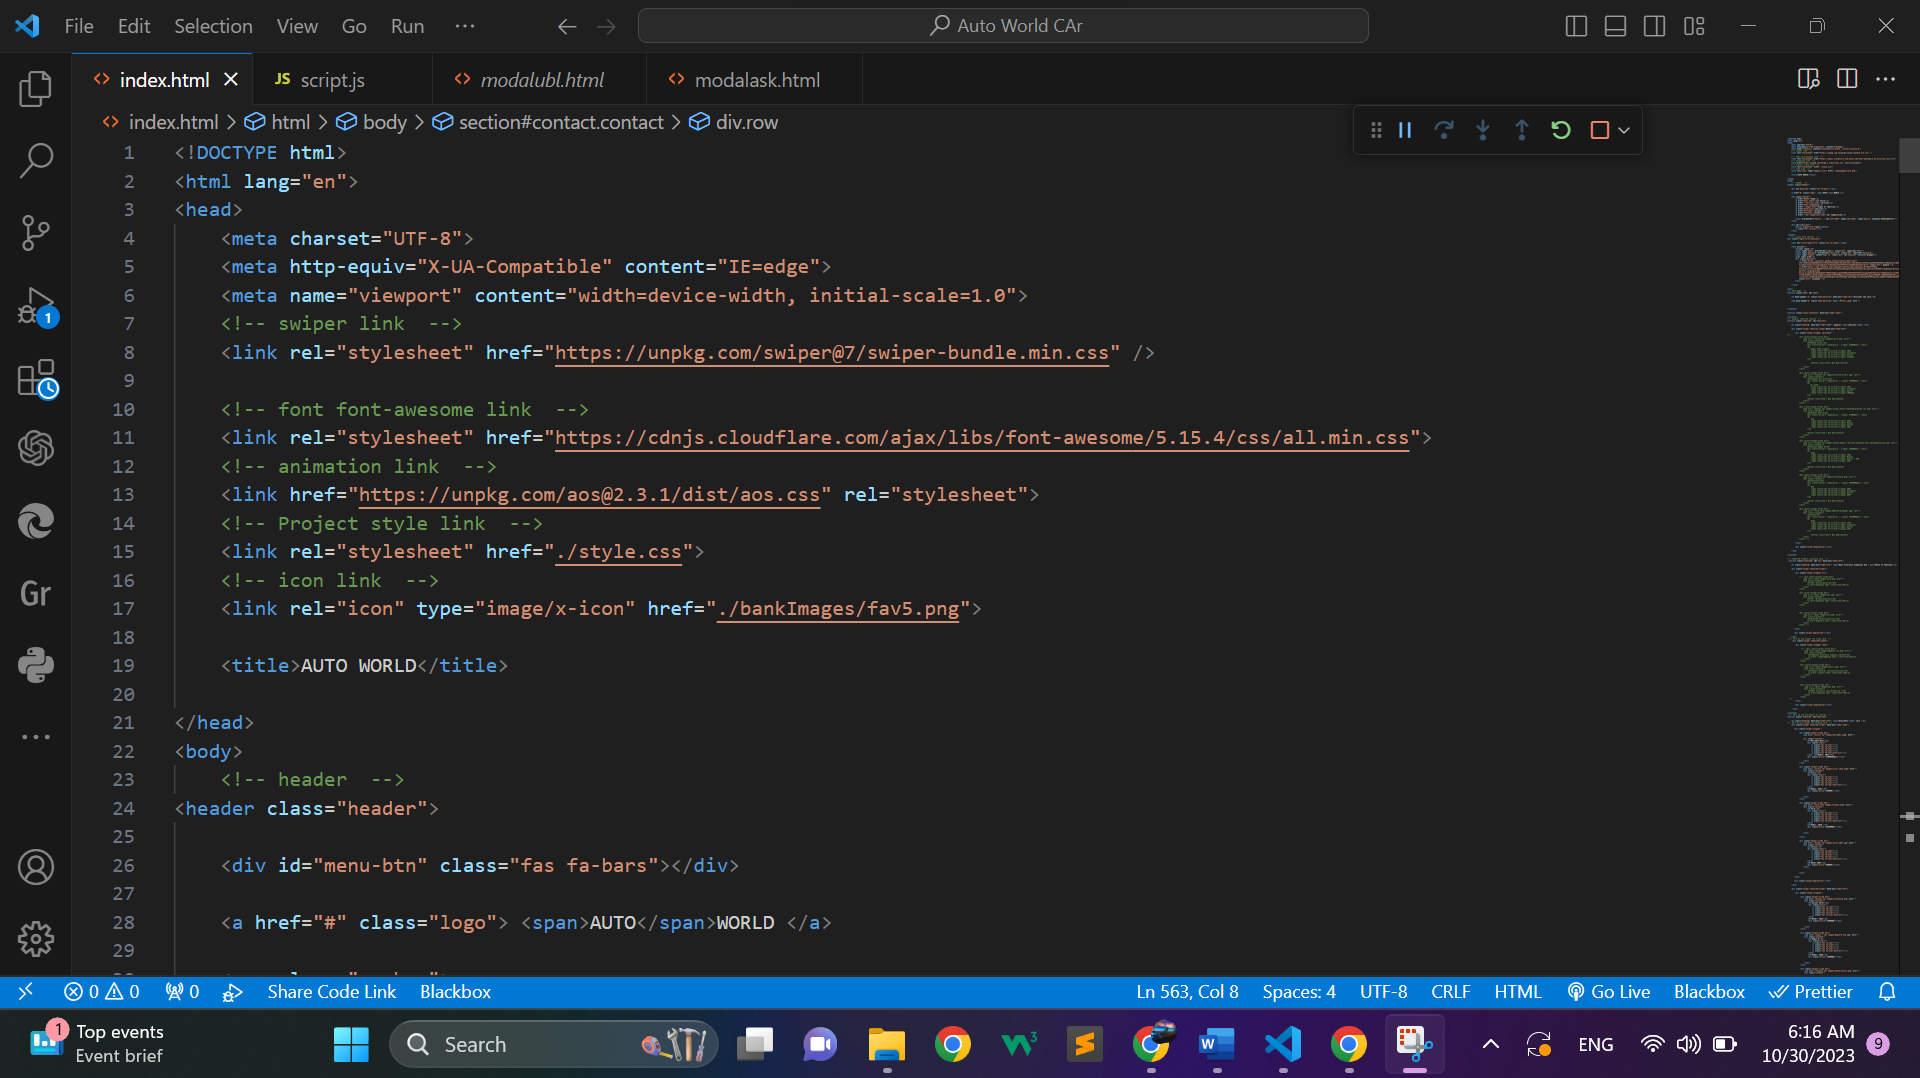 File Edit Selection View Go Run ··· Auto World CAr
index.html script.js modalubl.html modalask.html
index.html > html > body > section#contact.contact > div.row
1 <!DOCTYPE html>
2 <html lang="en">
3 <head>
4 <meta charset="UTF-8">
5 <meta http-equiv="X-UA-Compatible" content="IE=edge">
6 <meta name="viewport" content="width=device-width, initial-scale=1.0">
7 <!-- swiper link  -->
8 <link rel="stylesheet" href="https://unpkg.com/swiper@7/swiper-bundle.min.css" />
9
10 <!-- font font-awesome link  -->
11 <link rel="stylesheet" href="https://cdnjs.cloudflare.com/ajax/libs/font-awesome/5.15.4/css/all.min.css">
12 <!-- animation link  -->
13 <link href="https://unpkg.com/aos@2.3.1/dist/aos.css" rel="stylesheet">
14 <!-- Project style link  -->
15 <link rel="stylesheet" href="./style.css">
16 <!-- icon link  -->
17 <link rel="icon" type="image/x-icon" href="./bankImages/fav5.png">
18
19 <title>AUTO WORLD</title>
20
21 </head>
22 <body>
23 <!-- header  -->
24 <header class="header">
25
26 <div id="menu-btn" class="fas fa-bars"></div>
27
28 <a href="#" class="logo"> <span>AUTO</span>WORLD </a>
29
JS
1
Gr
0 0 0 Share Code Link Blackbox Ln 563, Col 8 Spaces: 4 UTF-8 CRLF HTML Go Live Blackbox Prettier
1 Top events
Event brief
Search
W3
S
W
ENG
6:16 AM
10/30/2023
9